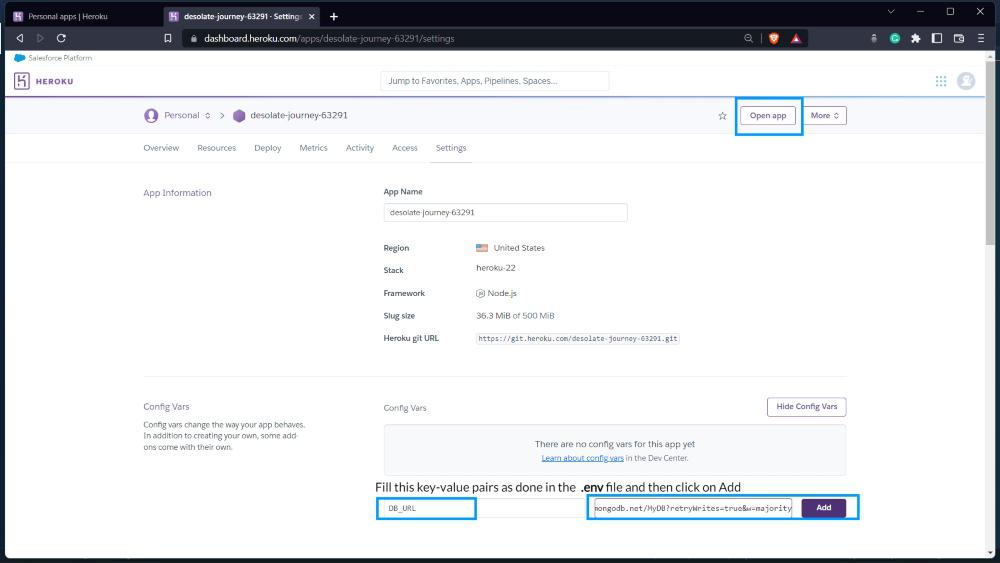 Personal apps | Heroku
desolate-journey-63291 · Settings
dashboard.heroku.com/apps/desolate-journey-63291/settings
Salesforce Platform
HEROKU
Jump to Favorites, Apps, Pipelines, Spaces...
Personal > desolate-journey-63291
Open app
More
Overview Resources Deploy Metrics Activity Access Settings
App Information
App Name
desolate-journey-63291
Region United States
Stack heroku-22
Framework Node.js
Slug size 36.3 MiB of 500 MiB
Heroku git URL https://git.heroku.com/desolate-journey-63291.git
Config Vars
Config vars change the way your app behaves.
In addition to creating your own, some add-
ons come with their own.
Config Vars
Hide Config Vars
There are no config vars for this app yet
Learn about config vars in the Dev Center.
Fill this key-value pairs as done in the .env file and then click on Add
DB_URL
mongodb.net/MyDB?retryWrites=true&w=majority
Add